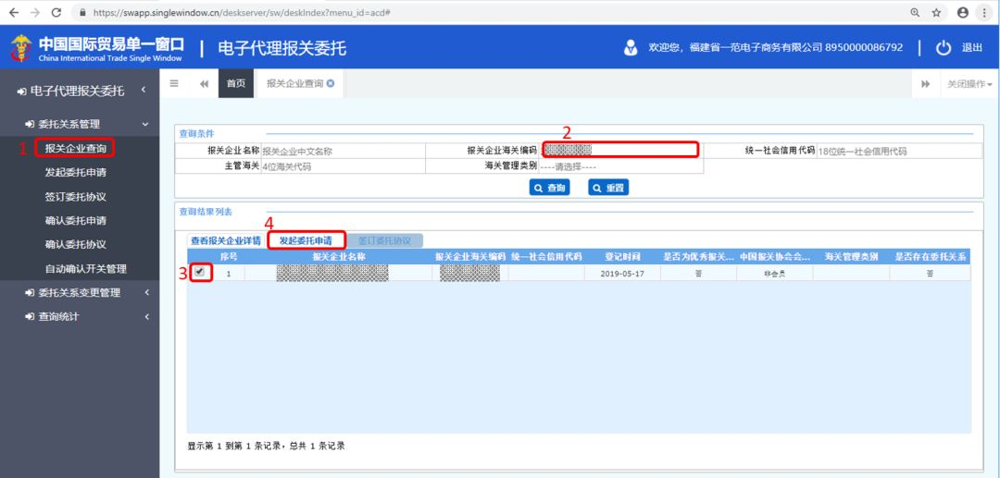 https://swapp.singlewindow.cn/deskserver/sw/deskIndex?menu_id=acd#
中国国际贸易单一窗口
China International Trade Single Window
电子代理报关委托
欢迎您，福建省一范电子商务有限公司 8950000086792
退出
电子代理报关委托
首页
报关企业查询
关闭操作
委托关系管理
1
报关企业查询
发起委托申请
签订委托协议
确认委托申请
确认委托协议
自动确认开关管理
委托关系变更管理
查询统计
查询条件
2
报关企业名称 报关企业中文名称 报关企业海关编码 统一社会信用代码 18位统一社会信用代码
主管海关 4位海关代码 海关管理类别 ----请选择----
查询 重置
查询结果列表
4
查看报关企业详情 发起委托申请 签订委托协议
序号 报关企业名称 报关企业海关编码 统一社会信用代码 登记时间 是否为优秀报关... 中国报关协会会... 海关管理类别 是否存在委托关系
3 1 2019-05-17 否 非会员 否
显示第 1 到第 1 条记录，总共 1 条记录